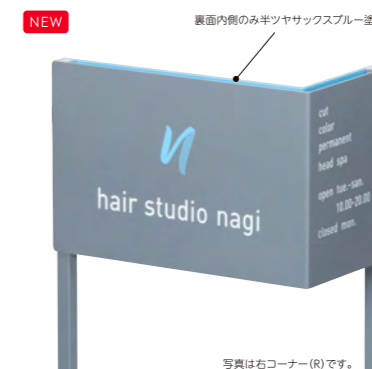 NEW
裏面内側のみ半ツヤサックスブルー塗
n
hair studio nagi
cut
color
permanent
head spa
open tue.-san.
10.00-20.00
closed mon.
写真は右コーナー(R)です。